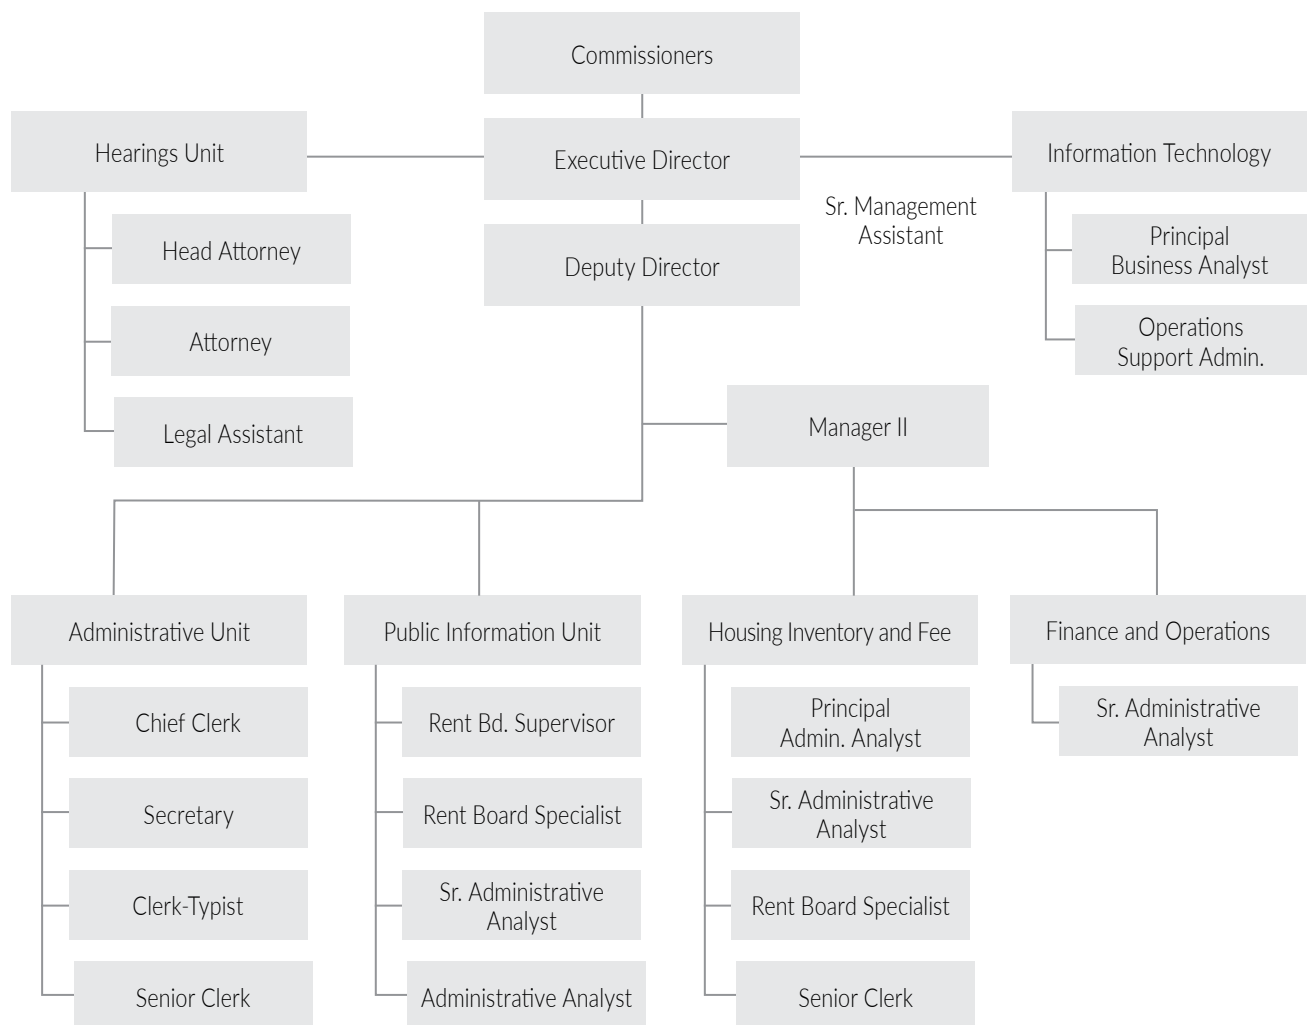 Commissioners
Hearings Unit
Executive Director
Information Technology
Sr. Management
Assistant
Head Attorney
Attorney
Legal Assistant
Deputy Director
Principal
Business Analyst
Operations
Support Admin.
Manager II
Administrative Unit
Chief Clerk
Secretary
Clerk-Typist
Senior Clerk
Public Information Unit
Rent Bd. Supervisor
Rent Board Specialist
Sr. Administrative
Analyst
Administrative Analyst
Housing Inventory and Fee
Principal
Admin. Analyst
Sr. Administrative
Analyst
Rent Board Specialist
Senior Clerk
Finance and Operations
Sr. Administrative
Analyst